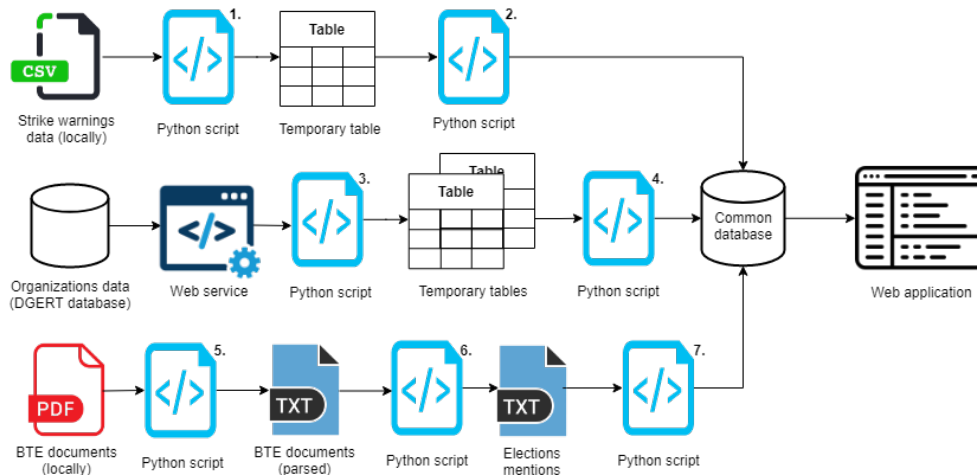 1.
2.
Table
CSV
Strike warnings
data (locally)
Python script
Temporary table
Python script
3.
4.
Table
Table
Common
database
Organizations data
(DGERT database)
Web service
Python script
Temporary tables
Python script
Web application
5.
6.
7.
PDF
TXT
TXT
BTE documents
(locally)
Python script
BTE documents
(parsed)
Python script
Elections
mentions
Python script